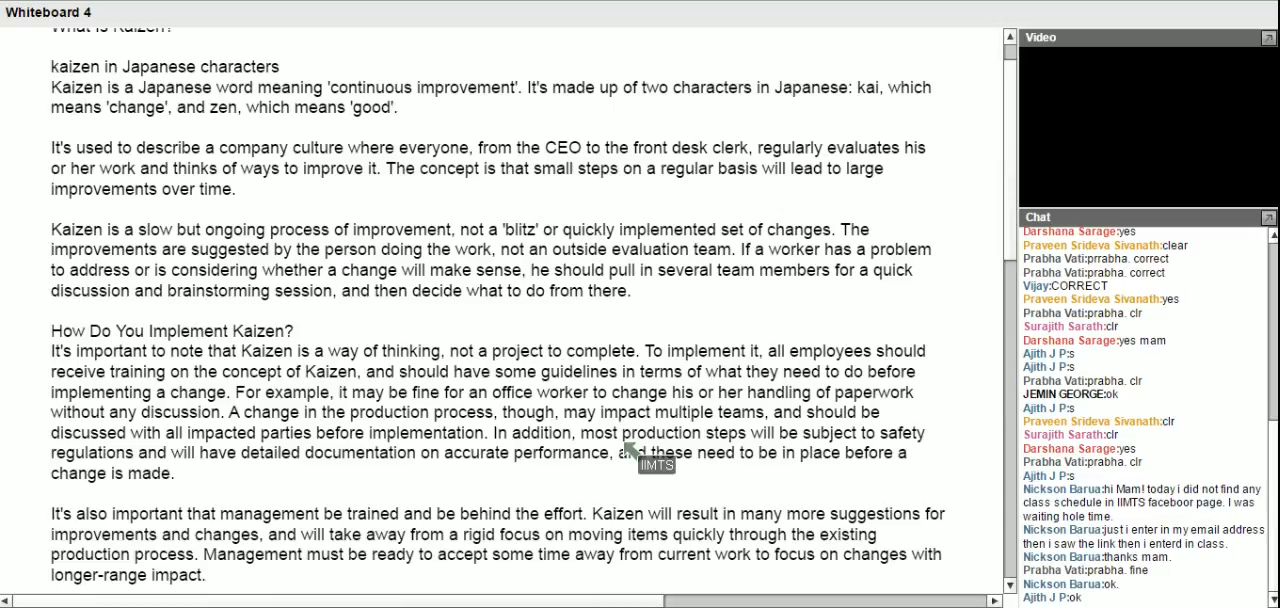 Whiteboard 4
What is Kaizen?
kaizen in Japanese characters
Kaizen is a Japanese word meaning 'continuous improvement'. It's made up of two characters in Japanese: kai, which
means 'change', and zen, which means 'good'.
It's used to describe a company culture where everyone, from the CEO to the front desk clerk, regularly evaluates his
or her work and thinks of ways to improve it. The concept is that small steps on a regular basis will lead to large
improvements over time.
Kaizen is a slow but ongoing process of improvement, not a 'blitz' or quickly implemented set of changes. The
improvements are suggested by the person doing the work, not an outside evaluation team. If a worker has a problem
to address or is considering whether a change will make sense, he should pull in several team members for a quick
discussion and brainstorming session, and then decide what to do from there.
How Do You Implement Kaizen?
It's important to note that Kaizen is a way of thinking, not a project to complete. To implement it, all employees should
receive training on the concept of Kaizen, and should have some guidelines in terms of what they need to do before
implementing a change. For example, it may be fine for an office worker to change his or her handling of paperwork
without any discussion. A change in the production process, though, may impact multiple teams, and should be
discussed with all impacted parties before implementation. In addition, most production steps will be subject to safety
regulations and will have detailed documentation on accurate performance, and these need to be in place before a
change is made.
IIMTS
It's also important that management be trained and be behind the effort. Kaizen will result in many more suggestions for
improvements and changes, and will take away from a rigid focus on moving items quickly through the existing
production process. Management must be ready to accept some time away from current work to focus on changes with
longer-range impact.
Video
Chat
Darshana Sarage:yes
Praveen Srideva Sivanath:clear
Prabha Vati:prrabha. correct
Prabha Vati:prabha. correct
Vijay:CORRECT
Praveen Srideva Sivanath:yes
Prabha Vati:prabha. clr
Surajith Sarath:clr
Darshana Sarage:yes mam
Ajith J P:s
Ajith J P:s
Prabha Vati:prabha. clr
JEMIN GEORGE:ok
Ajith J P:s
Praveen Srideva Sivanath:clr
Surajith Sarath:clr
Darshana Sarage:yes
Prabha Vati:prabha. clr
Ajith J P:s
Nickson Barua:hi Mam! today i did not find any
class schedule in IIMTS faceboor page. I was
waiting hole time.
Nickson Barua:just i enter in my email address
then i saw the link then i enterd in class.
Nickson Barua:thanks mam.
Prabha Vati:prabha. fine
Nickson Barua:ok.
Ajith J P:ok